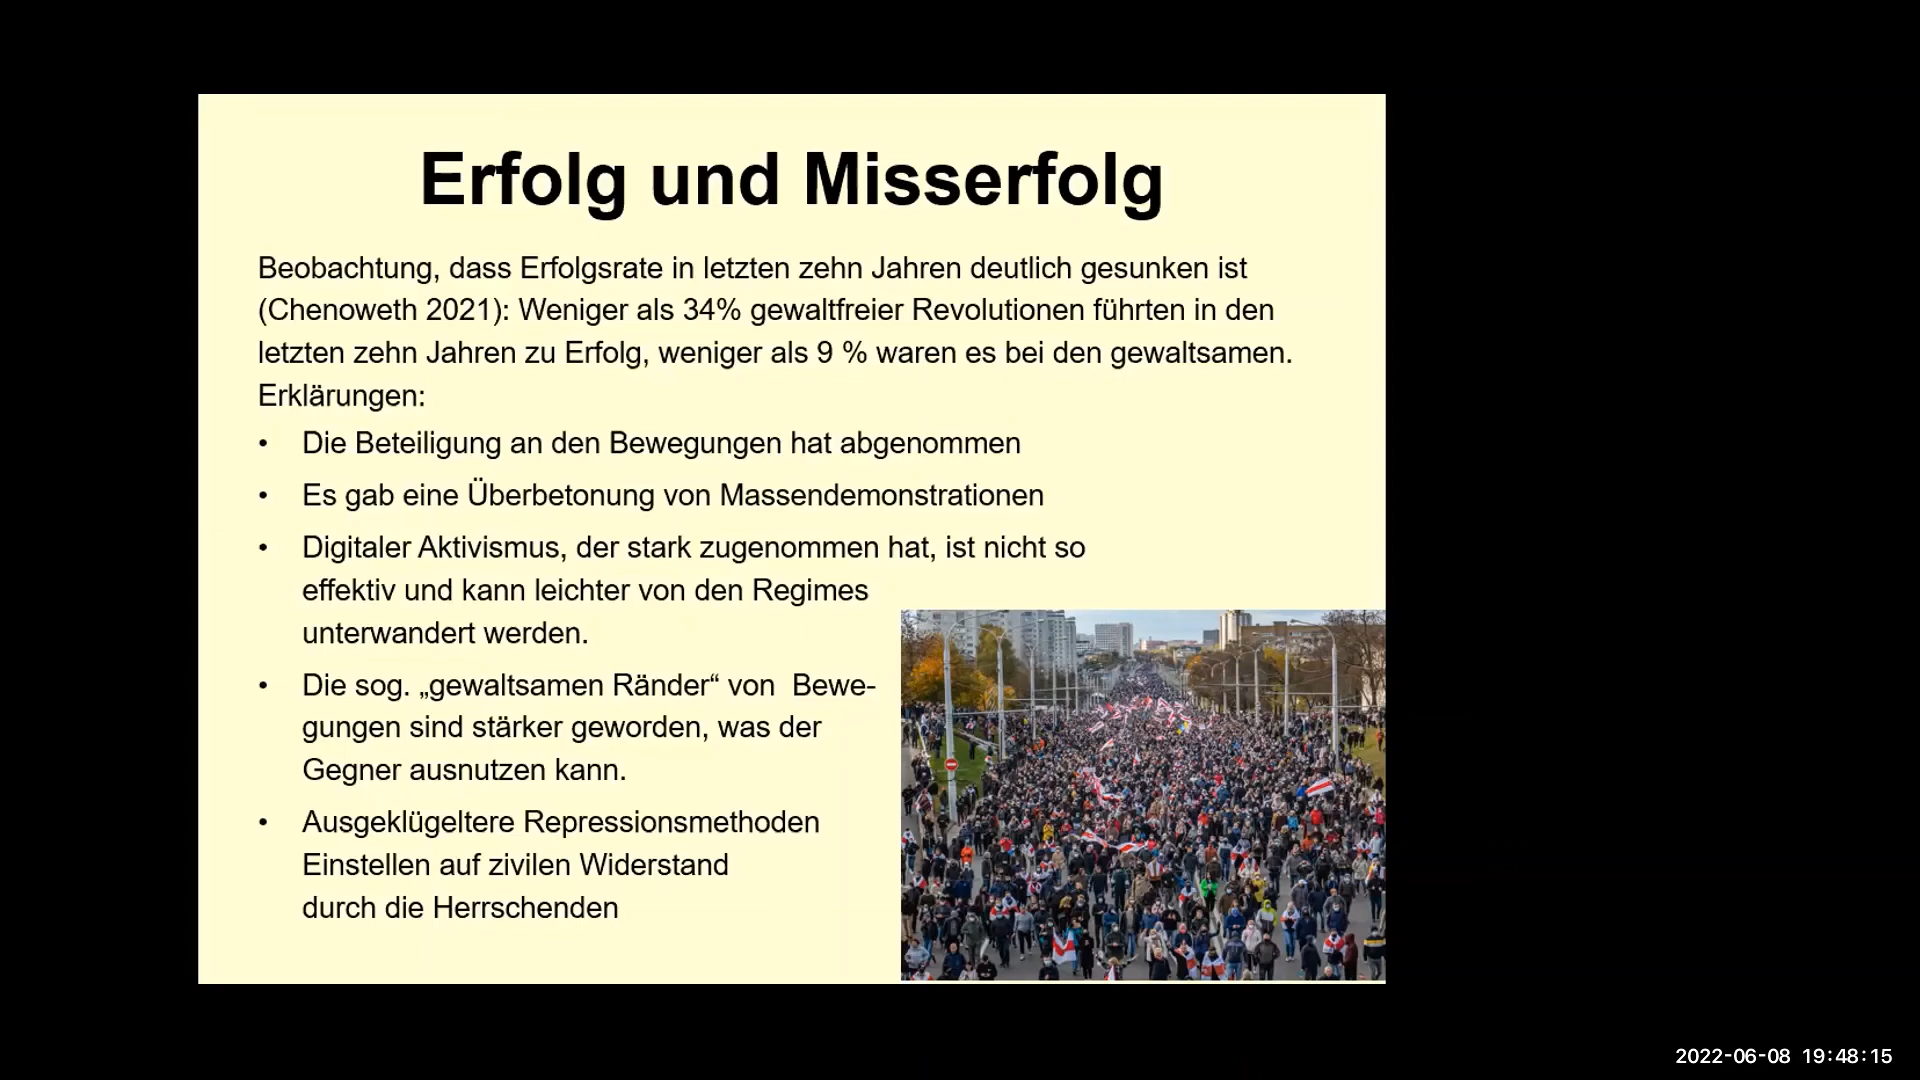 Erfolg und Misserfolg
Beobachtung, dass Erfolgsrate in letzten zehn Jahren deutlich gesunken ist
(Chenoweth 2021): Weniger als 34% gewaltfreier Revolutionen führten in den
letzten zehn Jahren zu Erfolg, weniger als 9 % waren es bei den gewaltsamen.
Erklärungen:
• Die Beteiligung an den Bewegungen hat abgenommen
• Es gab eine Überbetonung von Massendemonstrationen
• Digitaler Aktivismus, der stark zugenommen hat, ist nicht so
effektiv und kann leichter von den Regimes
unterwandert werden.
• Die sog. „gewaltsamen Ränder“ von  Bewe-
gungen sind stärker geworden, was der
Gegner ausnutzen kann.
• Ausgeklügeltere Repressionsmethoden
Einstellen auf zivilen Widerstand
durch die Herrschenden
2022-06-08 19:48:15